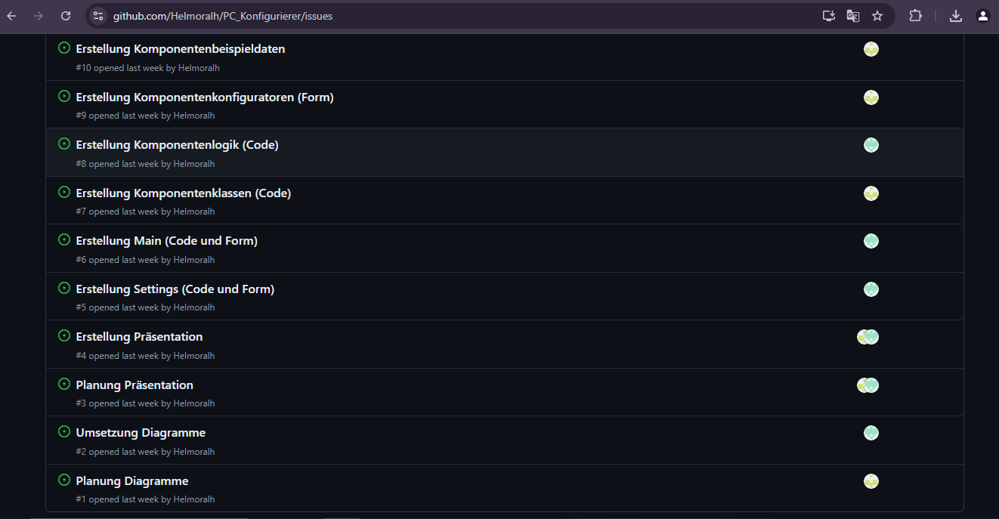 github.com/Helmoralh/PC_Konfigurierer/issues
Erstellung Komponentenbeispieldaten
#10 opened last week by Helmoralh
Erstellung Komponentenkonfiguratoren (Form)
#9 opened last week by Helmoralh
Erstellung Komponentenlogik (Code)
#8 opened last week by Helmoralh
Erstellung Komponentenklassen (Code)
#7 opened last week by Helmoralh
Erstellung Main (Code und Form)
#6 opened last week by Helmoralh
Erstellung Settings (Code und Form)
#5 opened last week by Helmoralh
Erstellung Präsentation
#4 opened last week by Helmoralh
Planung Präsentation
#3 opened last week by Helmoralh
Umsetzung Diagramme
#2 opened last week by Helmoralh
Planung Diagramme
#1 opened last week by Helmoralh